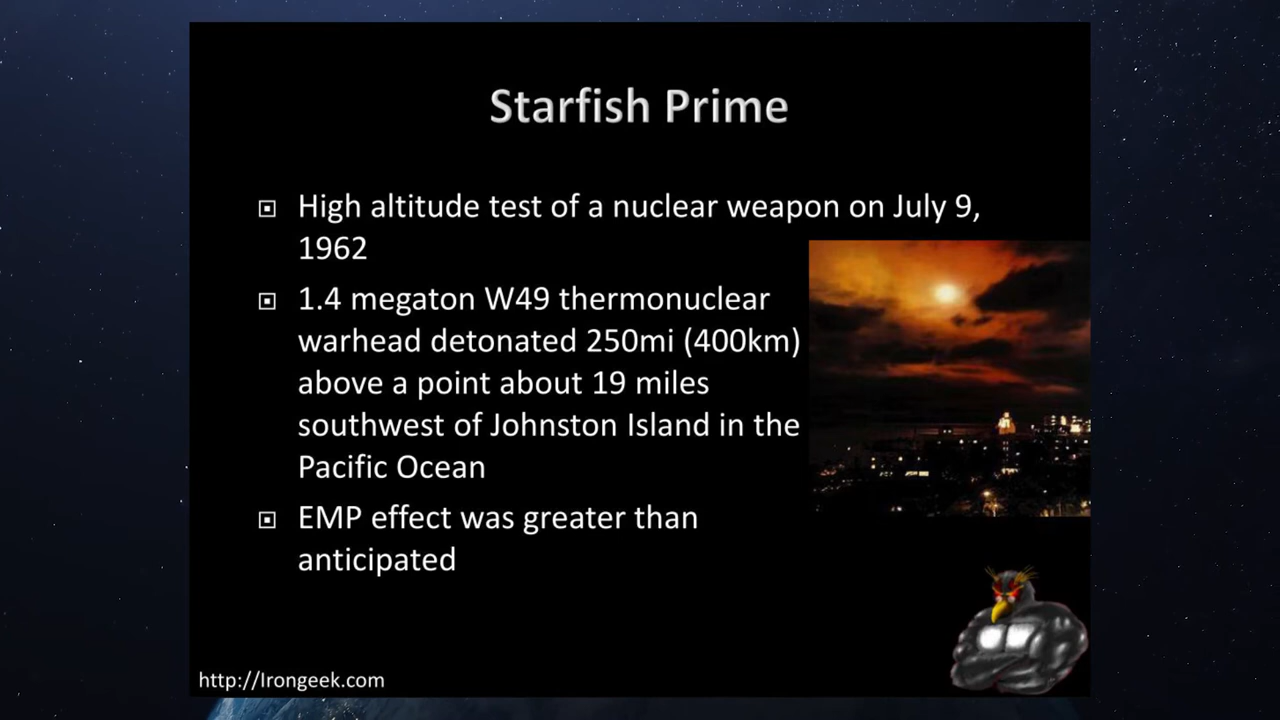 Starfish Prime
High altitude test of a nuclear weapon on July 9,
1962
1.4 megaton W49 thermonuclear
warhead detonated 250mi (400km)
above a point about 19 miles
southwest of Johnston Island in the
Pacific Ocean
EMP effect was greater than
anticipated
http://Irongeek.com